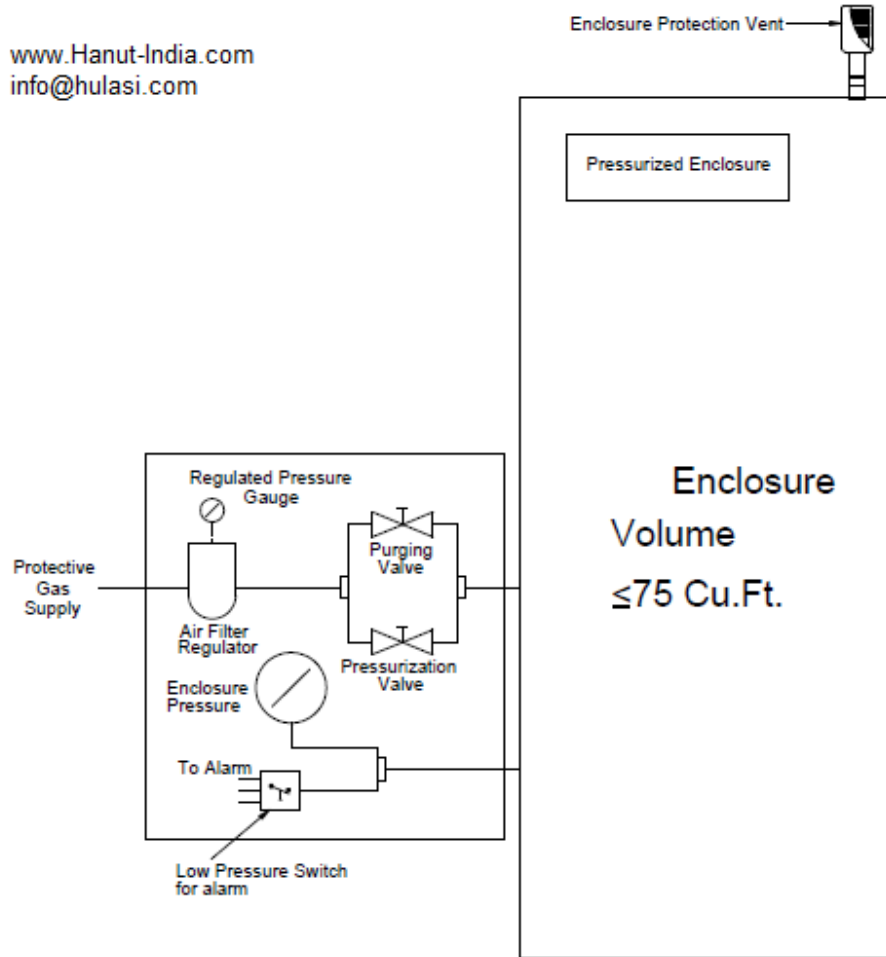 Enclosure Protection Vent
www.Hanut-India.com
info@hulasi.com
Pressurized Enclosure
Enclosure
Volume
≤75 Cu.Ft.
Regulated Pressure
Gauge
Purging
Valve
Protective
Gas
Supply
Air Filter
Regulator
Pressurization
Valve
Enclosure
Pressure
To Alarm
Low Pressure Switch
for alarm